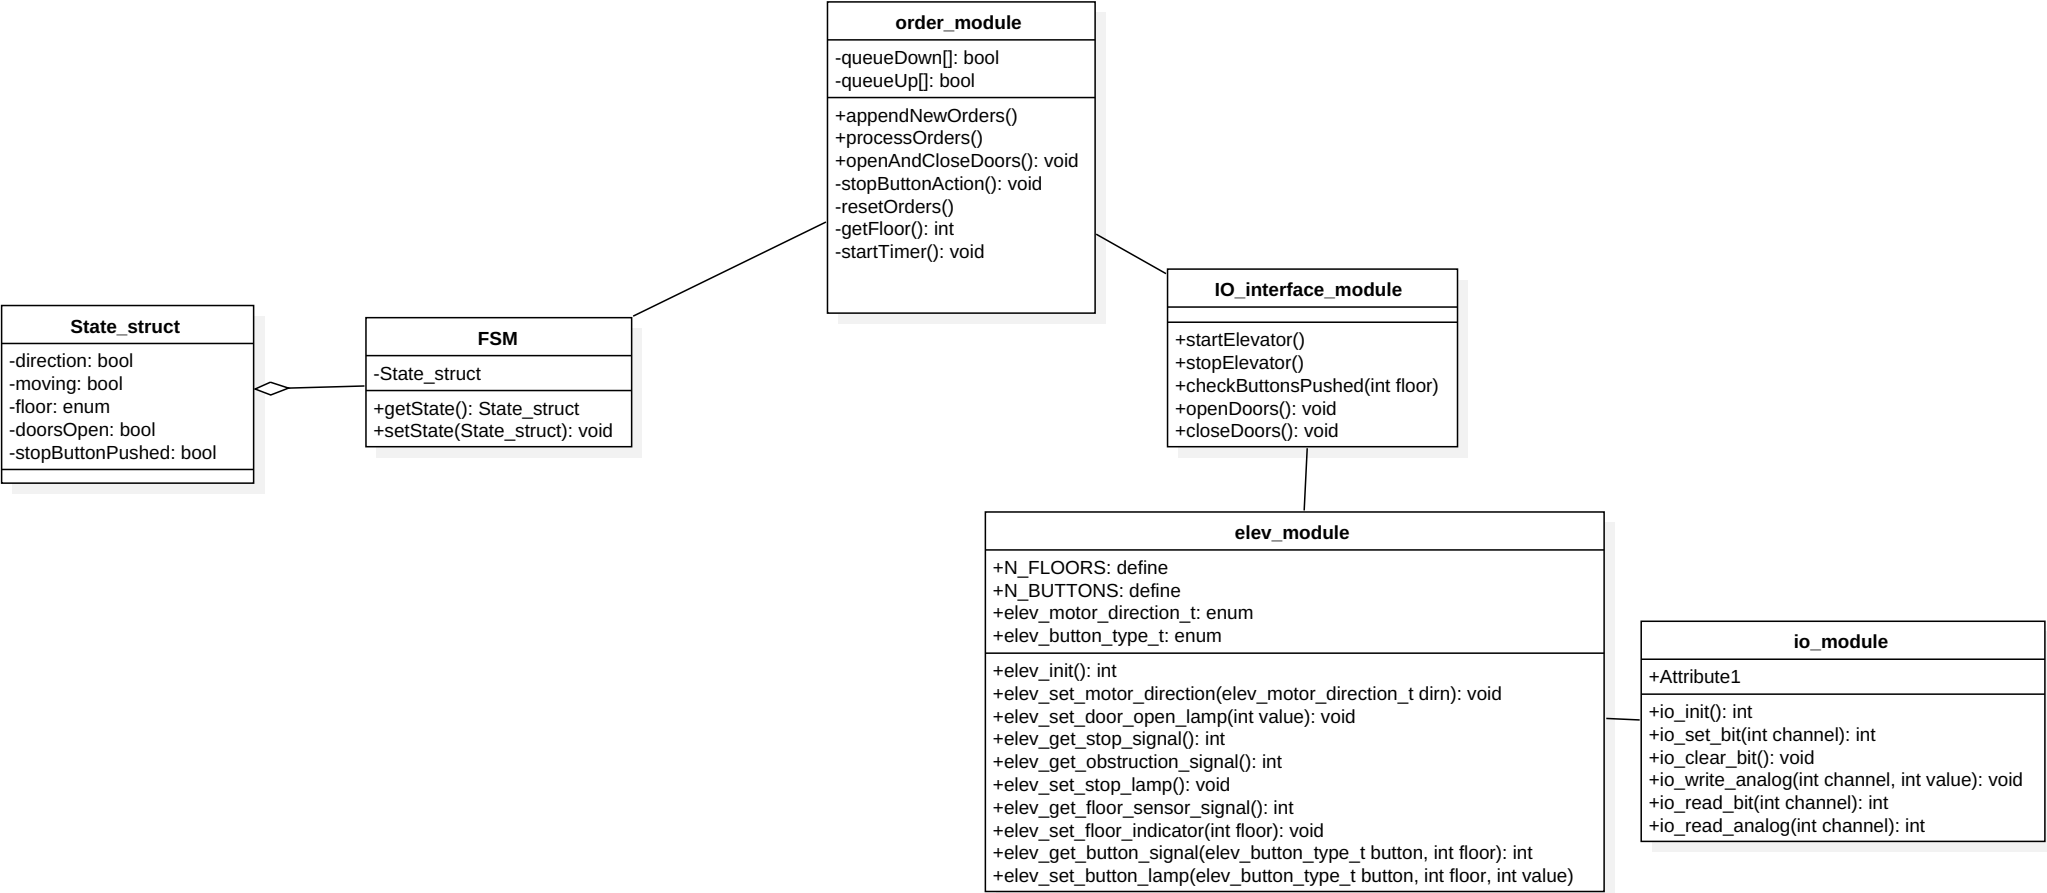 order_module
-queueDown[]: bool
-queueUp[]: bool
+appendNewOrders()
+processOrders()
+openAndCloseDoors(): void
-stopButtonAction(): void
-resetOrders()
-getFloor(): int
-startTimer(): void
State_struct
-direction: bool
-moving: bool
-floor: enum
-doorsOpen: bool
-stopButtonPushed: bool
FSM
-State_struct
+getState(): State_struct
+setState(State_struct): void
IO_interface_module
+startElevator()
+stopElevator()
+checkButtonsPushed(int floor)
+openDoors(): void
+closeDoors(): void
elev_module
+N_FLOORS: define
+N_BUTTONS: define
+elev_motor_direction_t: enum
+elev_button_type_t: enum
+elev_init(): int
+elev_set_motor_direction(elev_motor_direction_t dirn): void
+elev_set_door_open_lamp(int value): void
+elev_get_stop_signal(): int
+elev_get_obstruction_signal(): int
+elev_set_stop_lamp(): void
+elev_get_floor_sensor_signal(): int
+elev_set_floor_indicator(int floor): void
+elev_get_button_signal(elev_button_type_t button, int floor): int
+elev_set_button_lamp(elev_button_type_t button, int floor, int value)
io_module
+Attribute1
+io_init(): int
+io_set_bit(int channel): int
+io_clear_bit(): void
+io_write_analog(int channel, int value): void
+io_read_bit(int channel): int
+io_read_analog(int channel): int